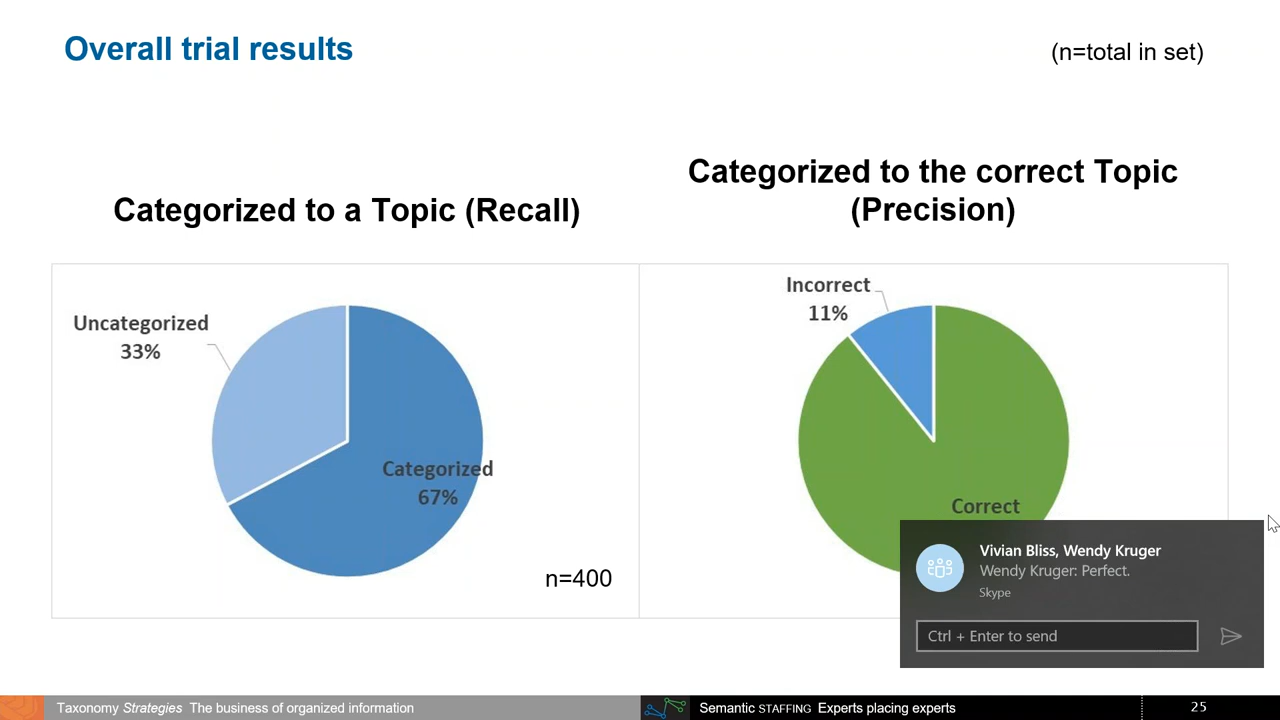 Overall trial results
(n=total in set)
Categorized to a Topic (Recall)
Categorized to the correct Topic
(Precision)
Uncategorized
33%
Categorized
67%
n=400
Incorrect
11%
Correct
Vivian Bliss, Wendy Kruger
Wendy Kruger: Perfect.
Skype
Ctrl + Enter to send
Taxonomy Strategies The business of organized information
Semantic STAFFING Experts placing experts
25